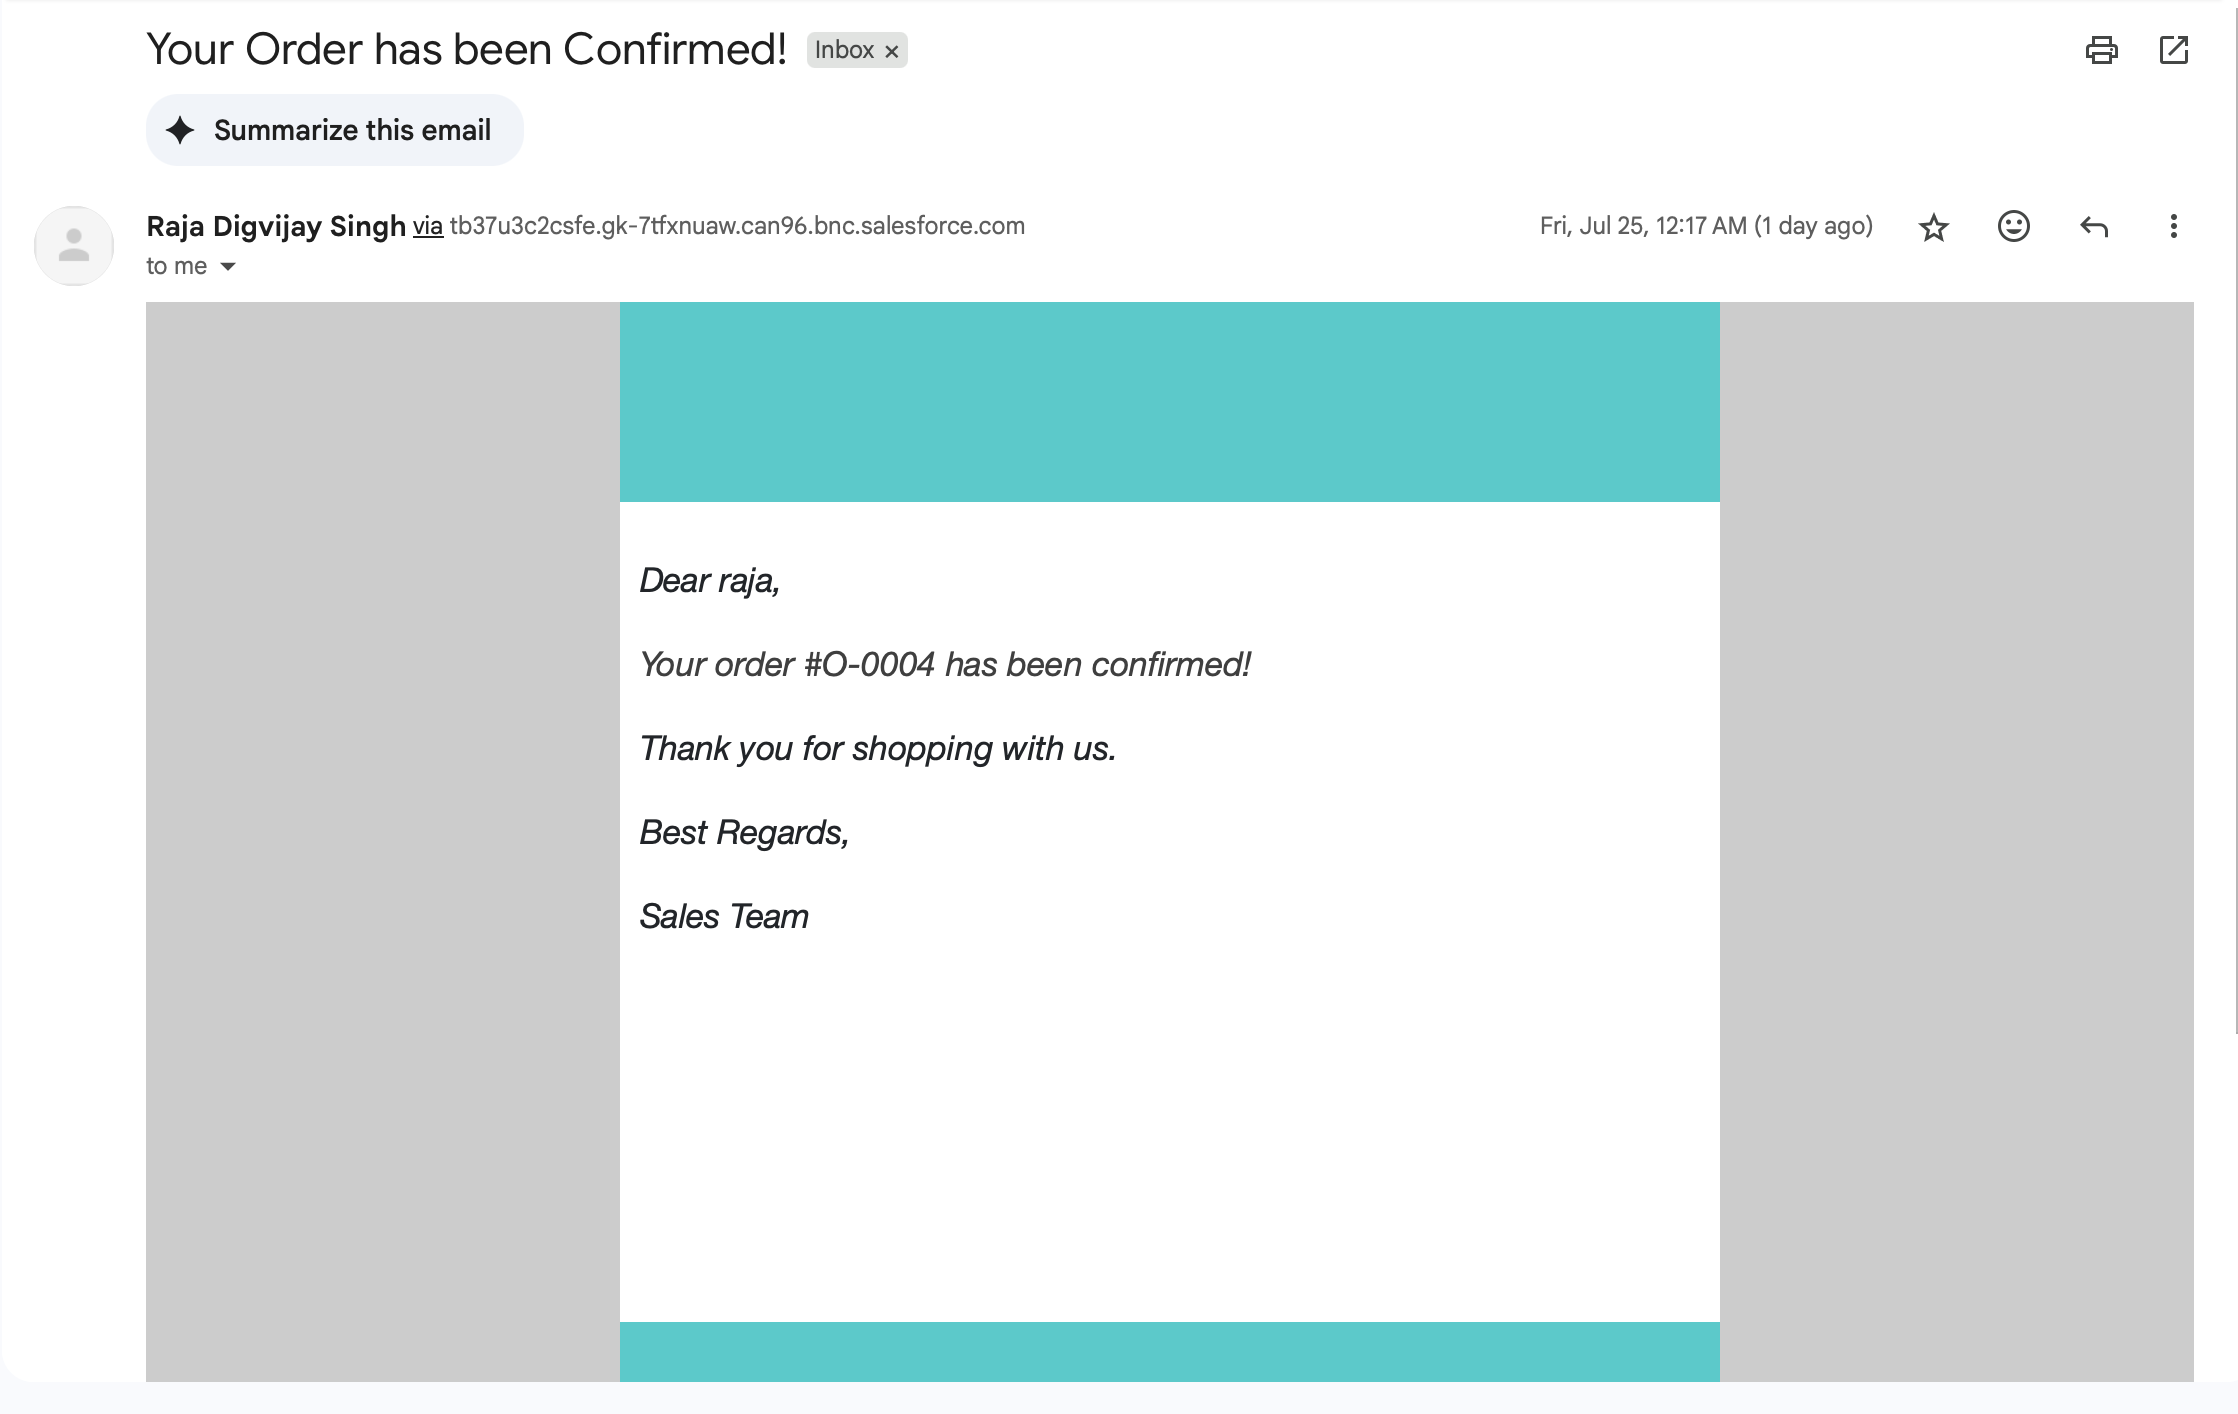 Your Order has been Confirmed! Inbox ×
Summarize this email
Raja Digvijay Singh via tb37u3c2csfe.gk-7tfxnuaw.can96.bnc.salesforce.com Fri, Jul 25, 12:17 AM (1 day ago)
to me
Dear raja,
Your order #O-0004 has been confirmed!
Thank you for shopping with us.
Best Regards,
Sales Team